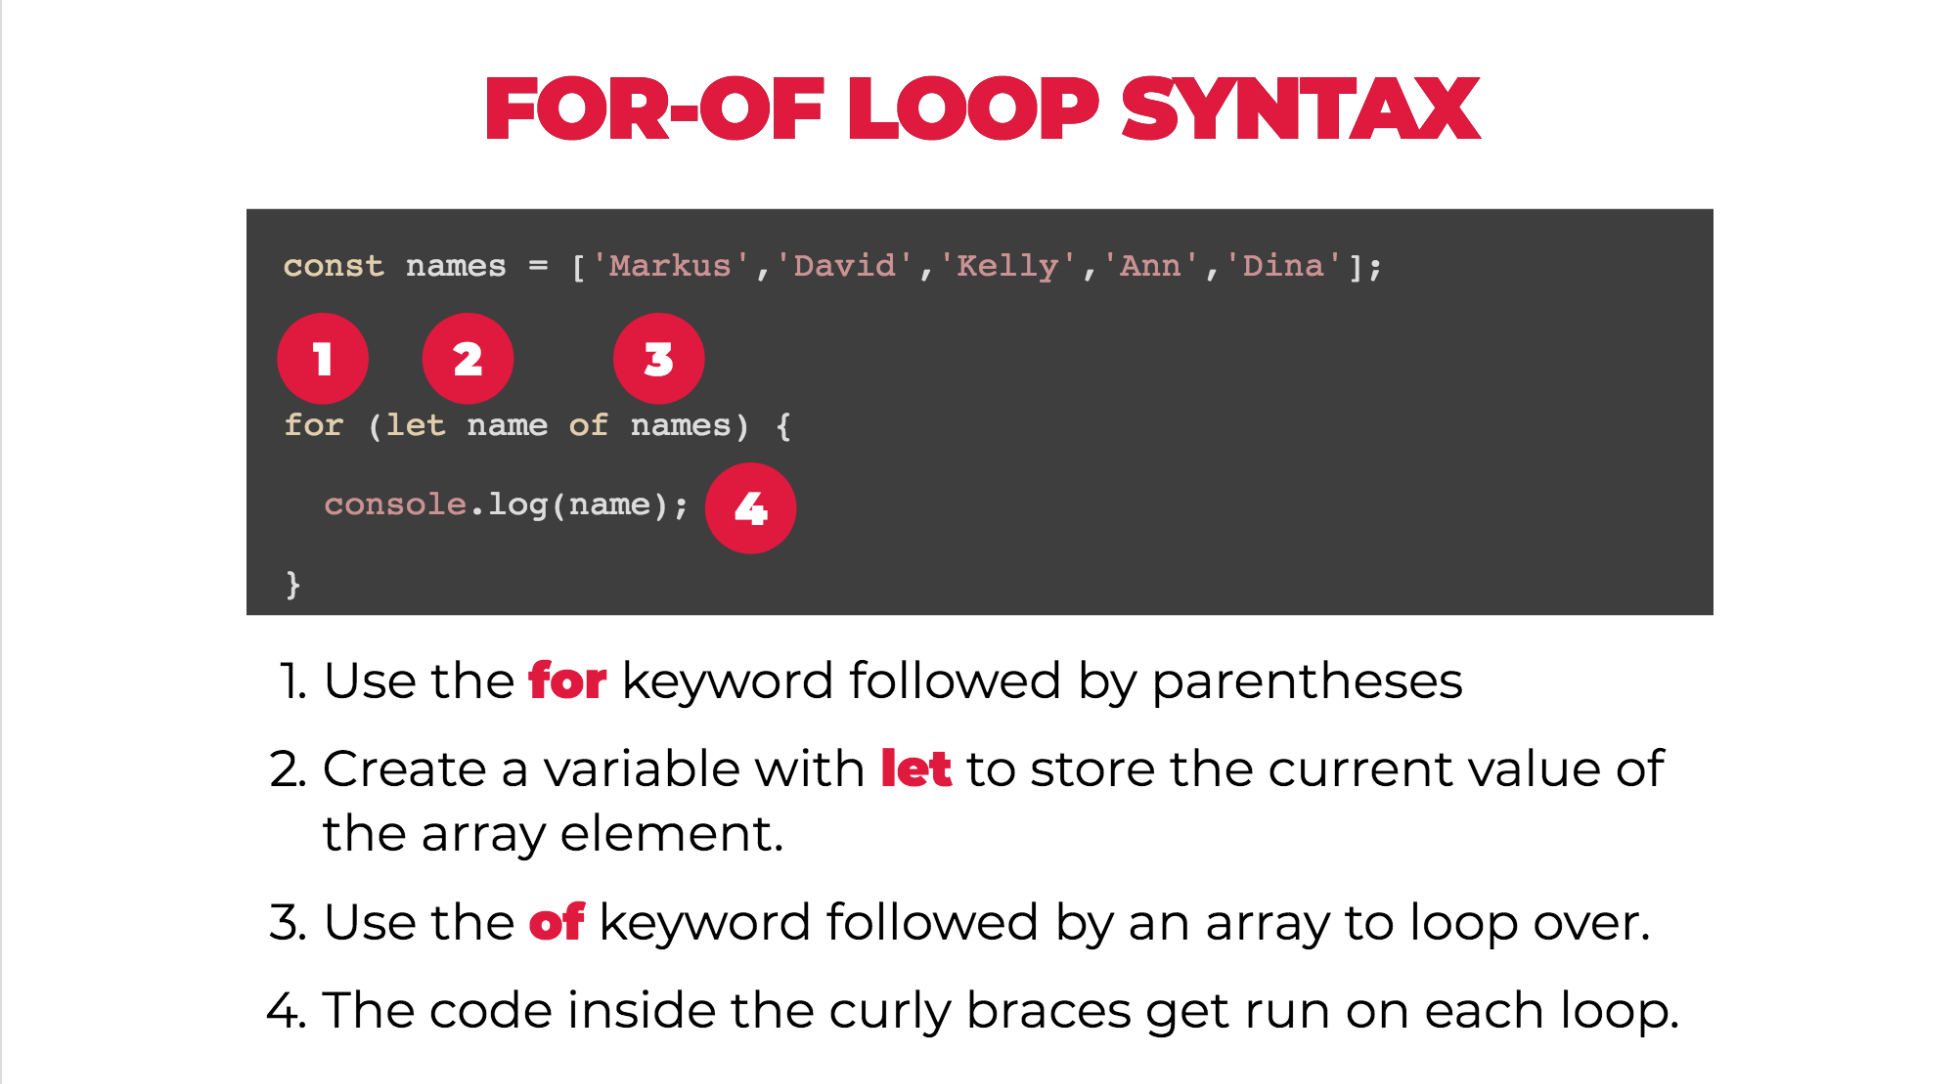 FOR-OF LOOP SYNTAX
const names = ['Markus','David','Kelly','Ann','Dina'];
1 2 3
for (let name of names) {
console.log(name); 4
}
1. Use the for keyword followed by parentheses
2. Create a variable with let to store the current value of
the array element.
3. Use the of keyword followed by an array to loop over.
4. The code inside the curly braces get run on each loop.